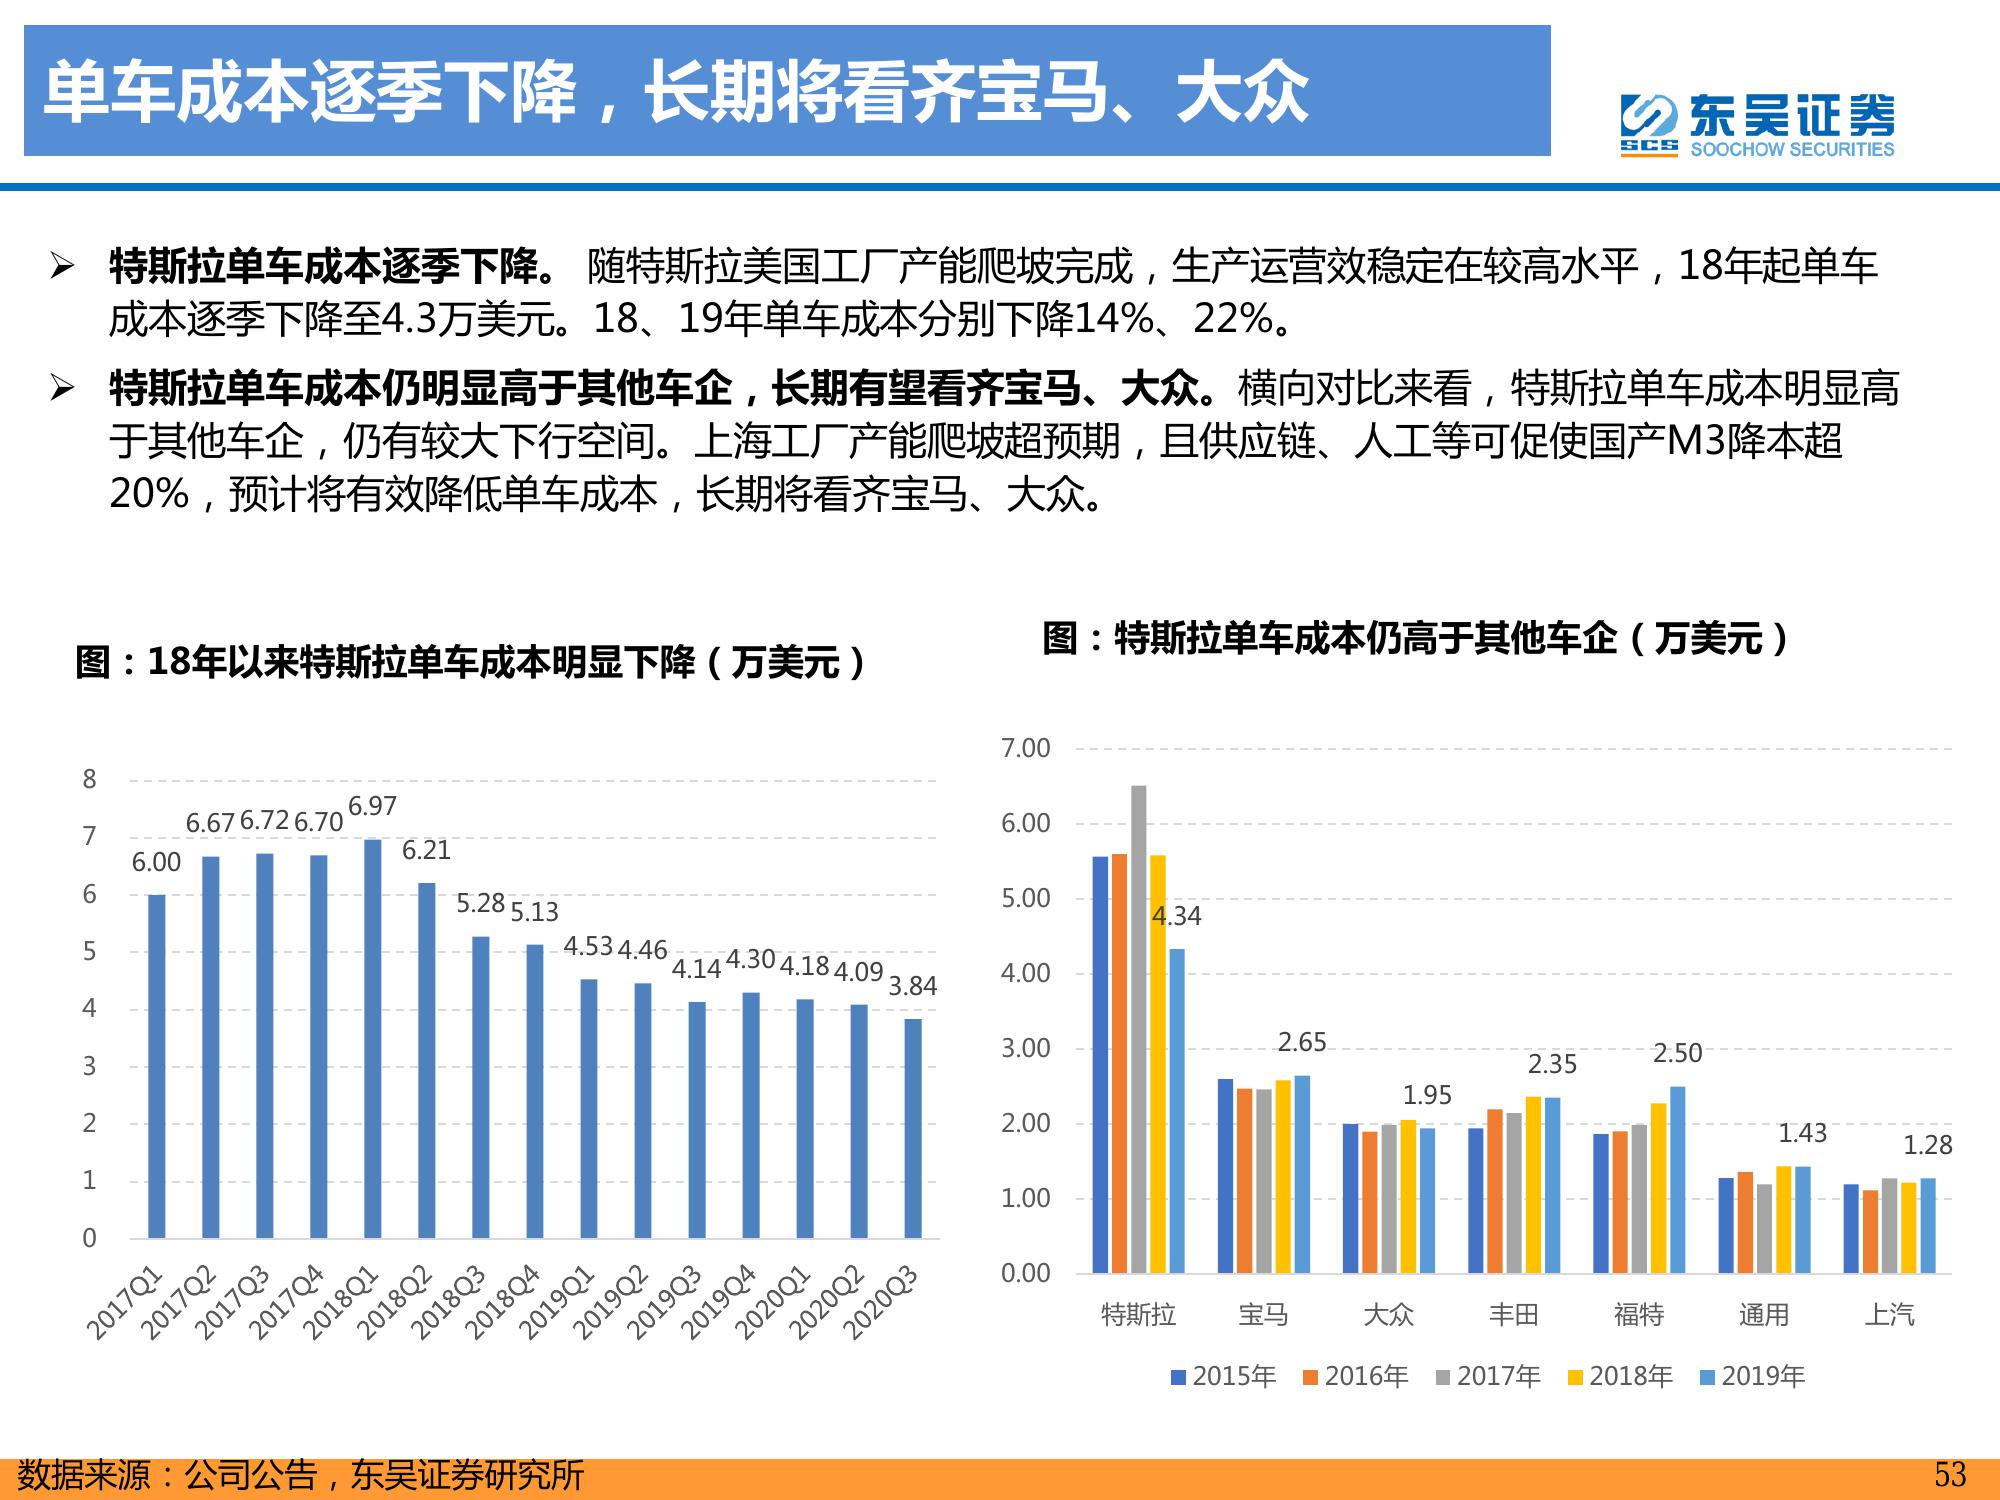 单车成本逐季下降，长期将看齐宝马、大众
东吴证券
SCS
SOOCHOW SECURITIES
➢ 特斯拉单车成本逐季下降。 随特斯拉美国工厂产能爬坡完成，生产运营效稳定在较高水平，18年起单车
成本逐季下降至4.3万美元。18、19年单车成本分别下降14%、22%。
➢ 特斯拉单车成本仍明显高于其他车企，长期有望看齐宝马、大众。横向对比来看，特斯拉单车成本明显高
于其他车企，仍有较大下行空间。上海工厂产能爬坡超预期，且供应链、人工等可促使国产M3降本超
20%，预计将有效降低单车成本，长期将看齐宝马、大众。
图：18年以来特斯拉单车成本明显下降（万美元）
8
7
6
5
4
3
2
1
0
6.00
6.67
6.72
6.70
6.97
6.21
5.28
5.13
4.53
4.46
4.14
4.30
4.18
4.09
3.84
2017Q1
2017Q2
2017Q3
2017Q4
2018Q1
2018Q2
2018Q3
2018Q4
2019Q1
2019Q2
2019Q3
2019Q4
2020Q1
2020Q2
2020Q3
图：特斯拉单车成本仍高于其他车企（万美元）
7.00
6.00
5.00
4.00
3.00
2.00
1.00
0.00
4.34
2.65
1.95
2.35
2.50
1.43
1.28
特斯拉
宝马
大众
丰田
福特
通用
上汽
2015年
2016年
2017年
2018年
2019年
数据来源：公司公告，东吴证券研究所
53